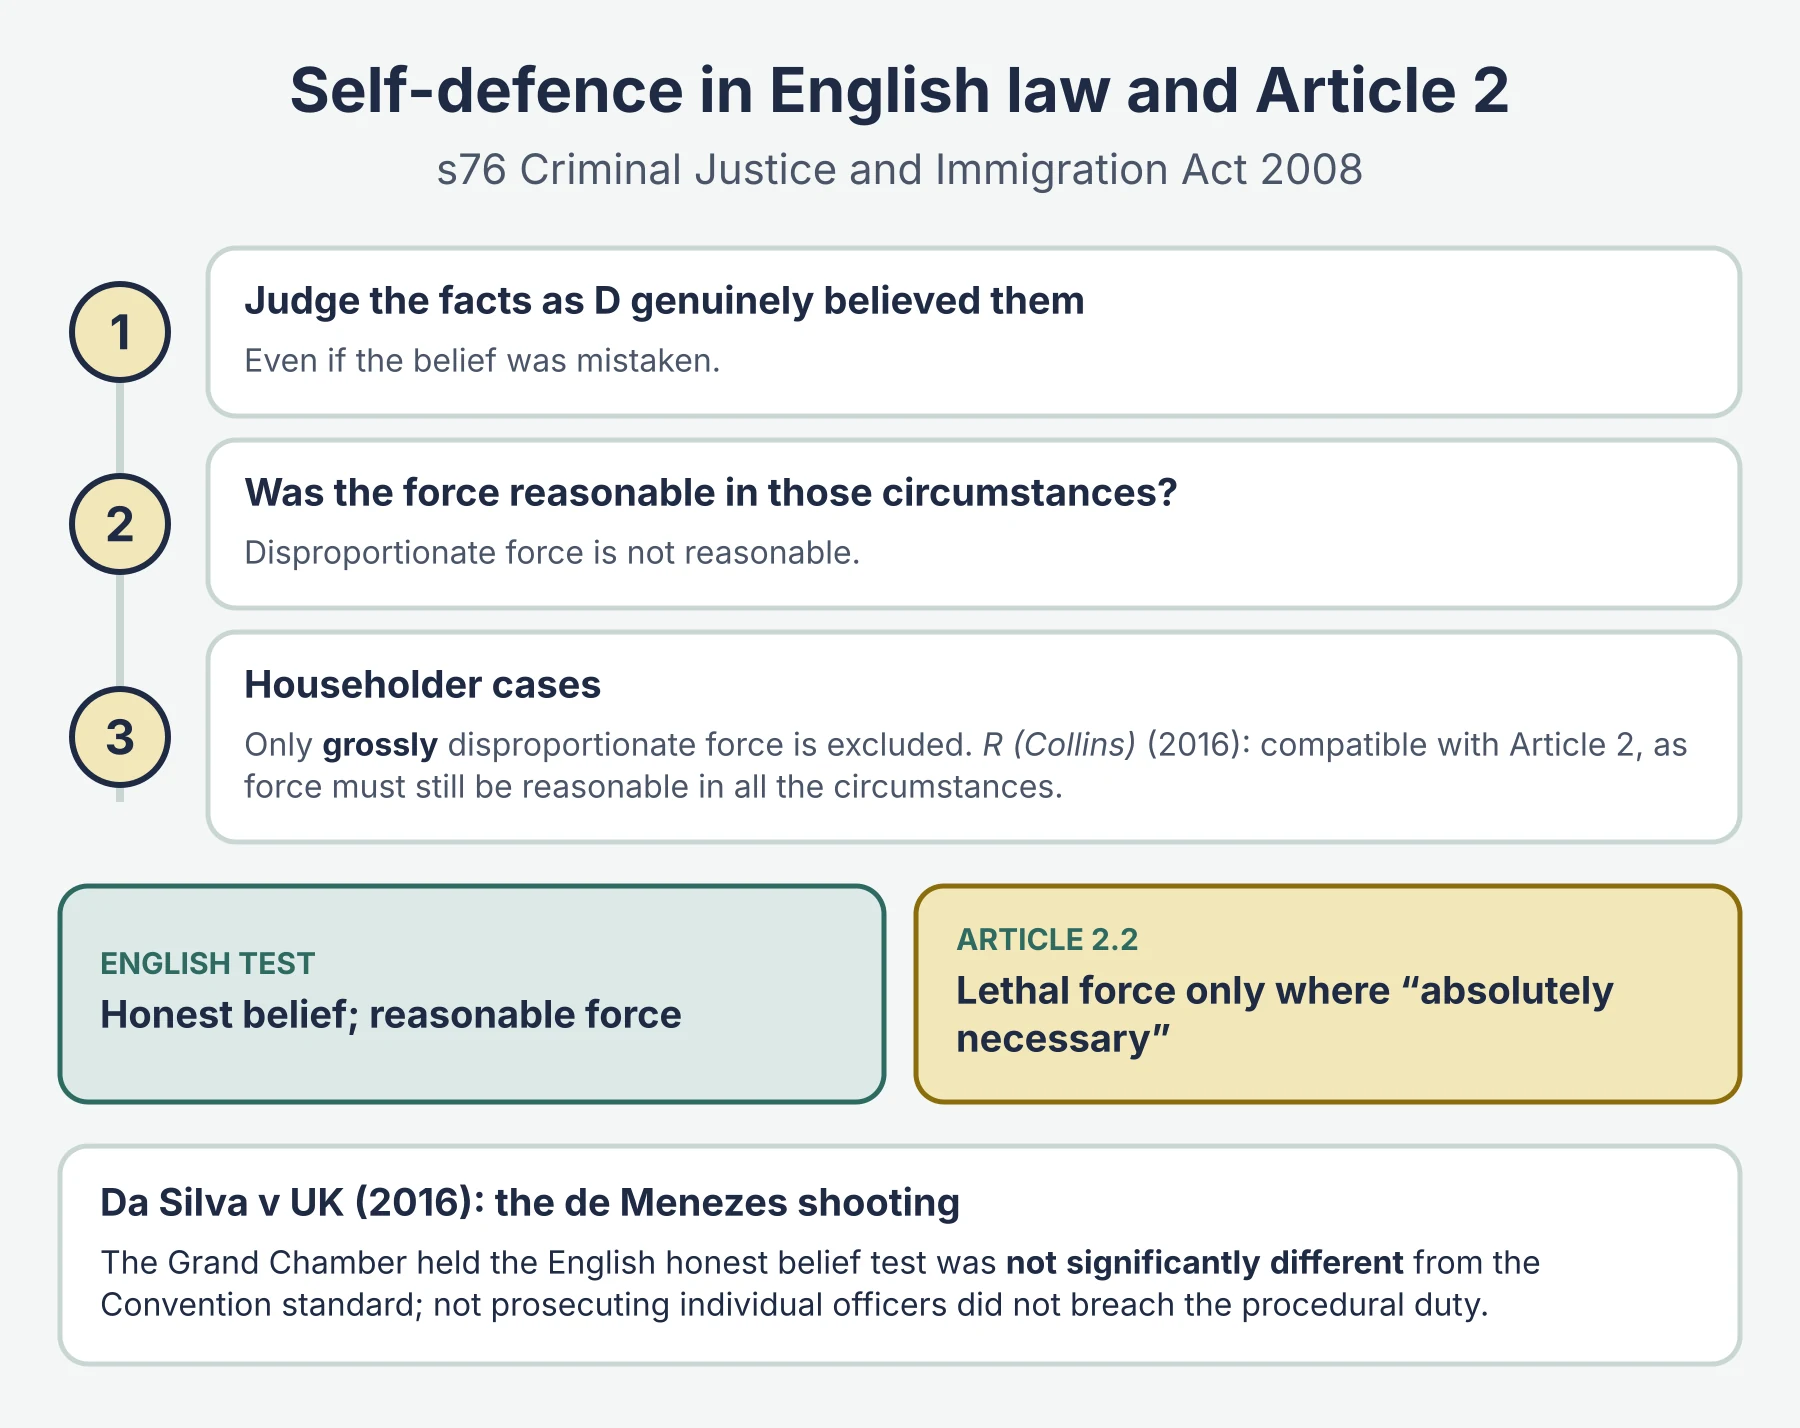 Self-defence in English law and Article 2
s76 Criminal Justice and Immigration Act 2008
1
Judge the facts as D genuinely believed them
Even if the belief was mistaken.
2
Was the force reasonable in those circumstances?
Disproportionate force is not reasonable.
3
Householder cases
Only grossly disproportionate force is excluded. R (Collins) (2016): compatible with Article 2, as
force must still be reasonable in all the circumstances.
ENGLISH TEST
Honest belief; reasonable force
ARTICLE 2.2
Lethal force only where “absolutely
necessary”
Da Silva v UK (2016): the de Menezes shooting
The Grand Chamber held the English honest belief test was not significantly different from the
Convention standard; not prosecuting individual officers did not breach the procedural duty.